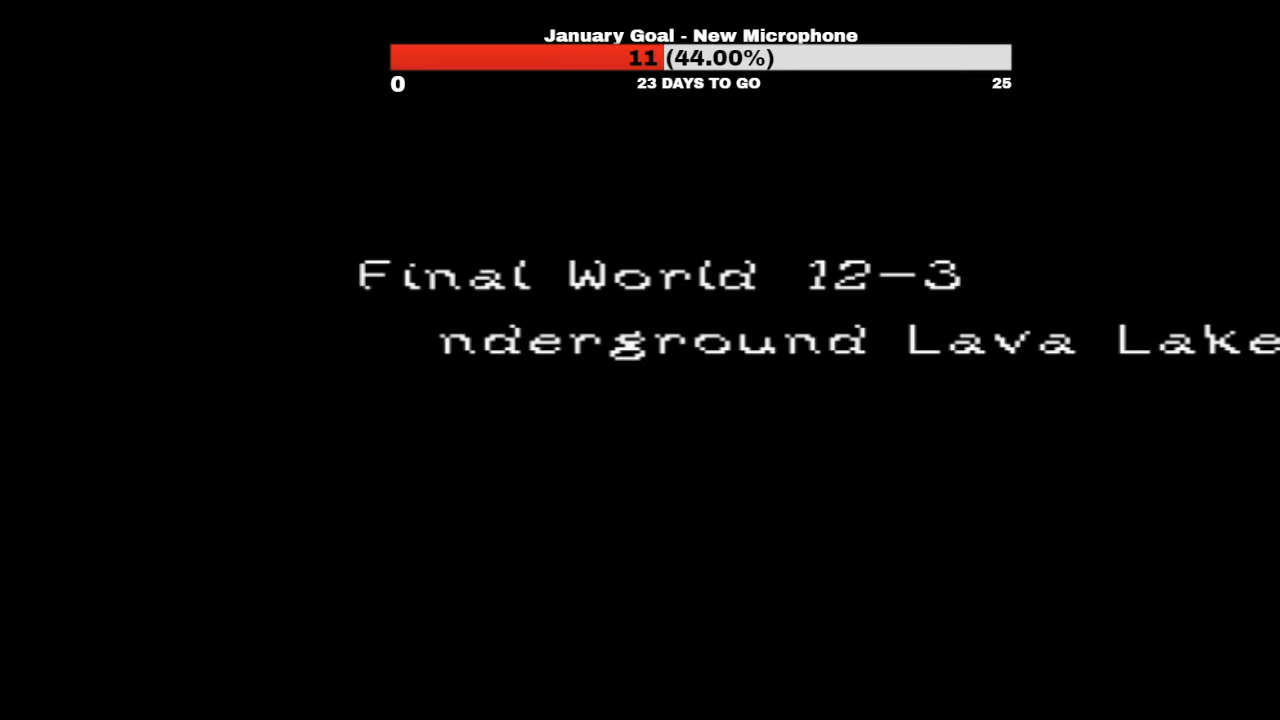 January Goal - New Microphone
11 (44.00%)
0 23 DAYS TO GO 25
Final World 12-3
nderground Lava Lake